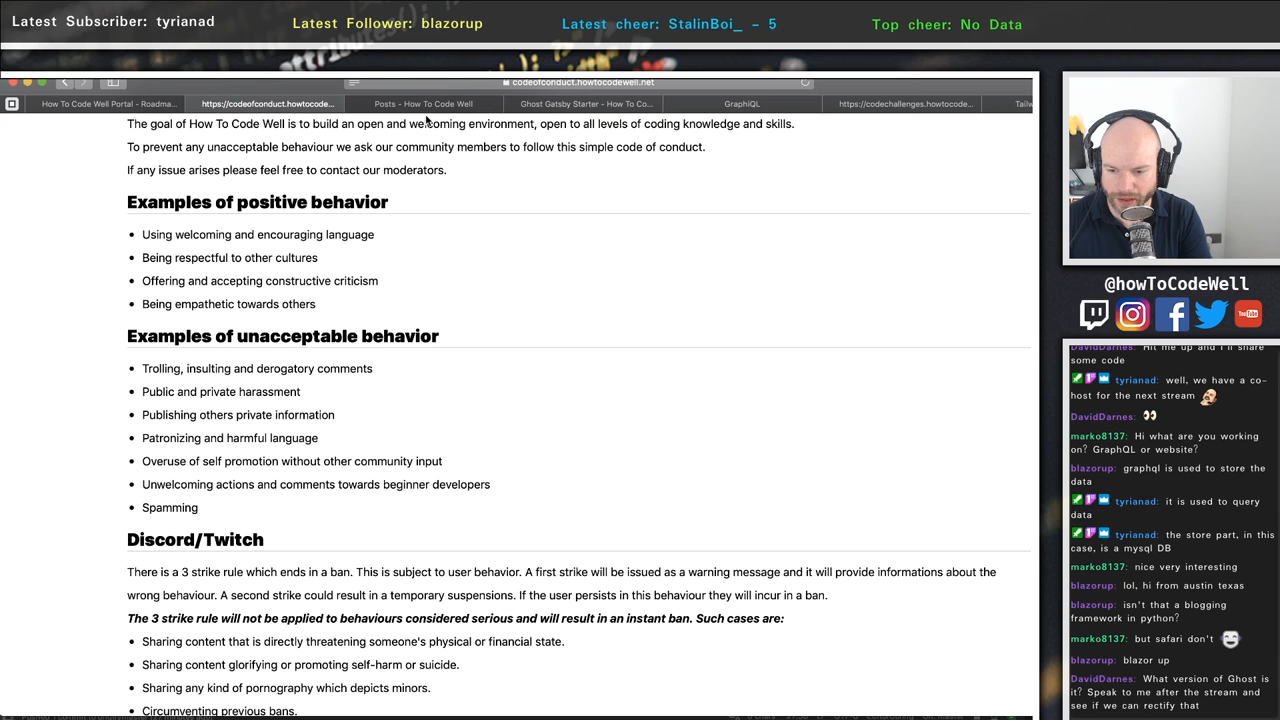 Latest Subscriber: tyrianad
Latest Follower: blazorup
Latest cheer: StalinBoi_ - 5
Top cheer: No Data
codeofconduct.howtocodewell.net
How To Code Well Portal - Roadma...
https://codeofconduct.howtocode...
Posts - How To Code Well
Ghost Gatsby Starter - How To Co...
GraphiQL
https://codechallenges.howtocode...
Tailw
The goal of How To Code Well is to build an open and welcoming environment, open to all levels of coding knowledge and skills.
To prevent any unacceptable behaviour we ask our community members to follow this simple code of conduct.
If any issue arises please feel free to contact our moderators.
Examples of positive behavior
• Using welcoming and encouraging language
• Being respectful to other cultures
• Offering and accepting constructive criticism
• Being empathetic towards others
Examples of unacceptable behavior
• Trolling, insulting and derogatory comments
• Public and private harassment
• Publishing others private information
• Patronizing and harmful language
• Overuse of self promotion without other community input
• Unwelcoming actions and comments towards beginner developers
• Spamming
Discord/Twitch
There is a 3 strike rule which ends in a ban. This is subject to user behavior. A first strike will be issued as a warning message and it will provide informations about the
wrong behaviour. A second strike could result in a temporary suspensions. If the user persists in this behaviour they will incur in a ban.
The 3 strike rule will not be applied to behaviours considered serious and will result in an instant ban. Such cases are:
• Sharing content that is directly threatening someone's physical or financial state.
• Sharing content glorifying or promoting self-harm or suicide.
• Sharing any kind of pornography which depicts minors.
• Circumventing previous bans.
@howToCodeWell
DavidDarnes: Hit me up and I'll share
some code
tyrianad: well, we have a co-
host for the next stream
DavidDarnes:
marko8137: Hi what are you working
on? GraphQL or website?
blazorup: graphql is used to store the
data
tyrianad: it is used to query
data
tyrianad: the store part, in this
case, is a mysql DB
marko8137: nice very interesting
blazorup: lol, hi from austin texas
blazorup: isn't that a blogging
framework in python?
marko8137: but safari don't
blazorup: blazor up
DavidDarnes: What version of Ghost is
it? Speak to me after the stream and
see if we can rectify that